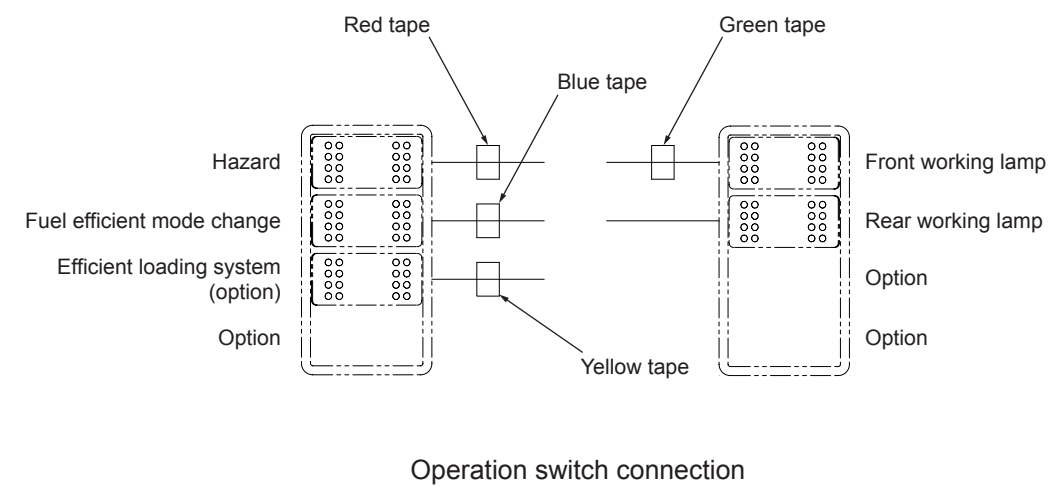 Red tape
Green tape
Blue tape
Hazard
Front working lamp
Fuel efficient mode change
Rear working lamp
Efficient loading system
(option)
Option
Option
Option
Yellow tape
Operation switch connection